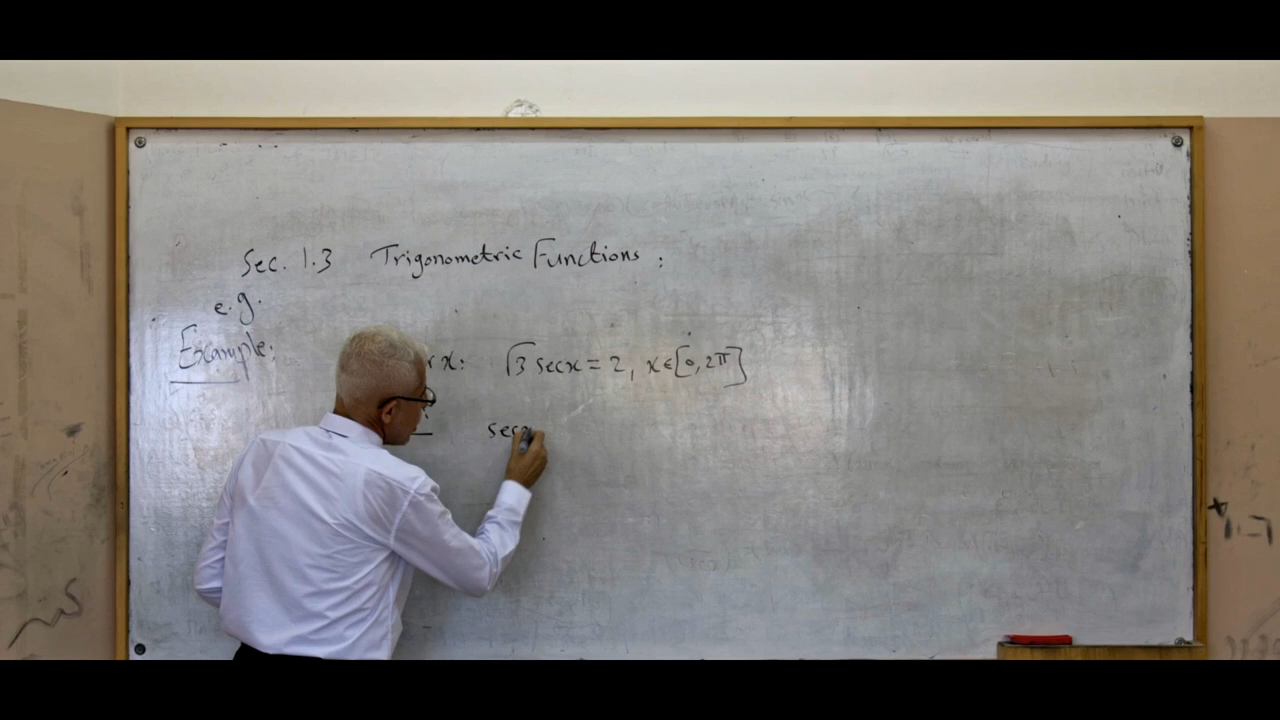 Sec. 1.3 Trigonometric Functions:
e.g.
Example: x: √3 secx = 2, x∈[0, 2π]
sec